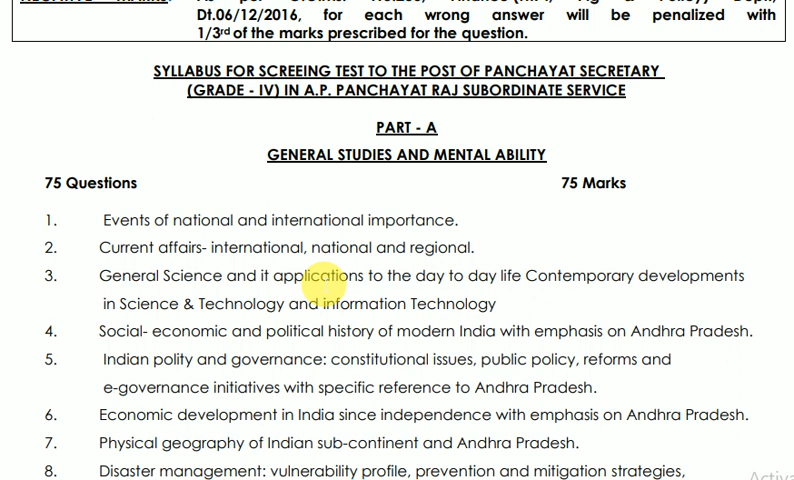 Dt.06/12/2016, for each wrong answer will be penalized with
1/3rd of the marks prescribed for the question.
SYLLABUS FOR SCREEING TEST TO THE POST OF PANCHAYAT SECRETARY
(GRADE - IV) IN A.P. PANCHAYAT RAJ SUBORDINATE SERVICE
PART - A
GENERAL STUDIES AND MENTAL ABILITY
75 Questions 75 Marks
1. Events of national and international importance.
2. Current affairs- international, national and regional.
3. General Science and it applications to the day to day life Contemporary developments
in Science & Technology and information Technology
4. Social- economic and political history of modern India with emphasis on Andhra Pradesh.
5. Indian polity and governance: constitutional issues, public policy, reforms and
e-governance initiatives with specific reference to Andhra Pradesh.
6. Economic development in India since independence with emphasis on Andhra Pradesh.
7. Physical geography of Indian sub-continent and Andhra Pradesh.
8. Disaster management: vulnerability profile, prevention and mitigation strategies,